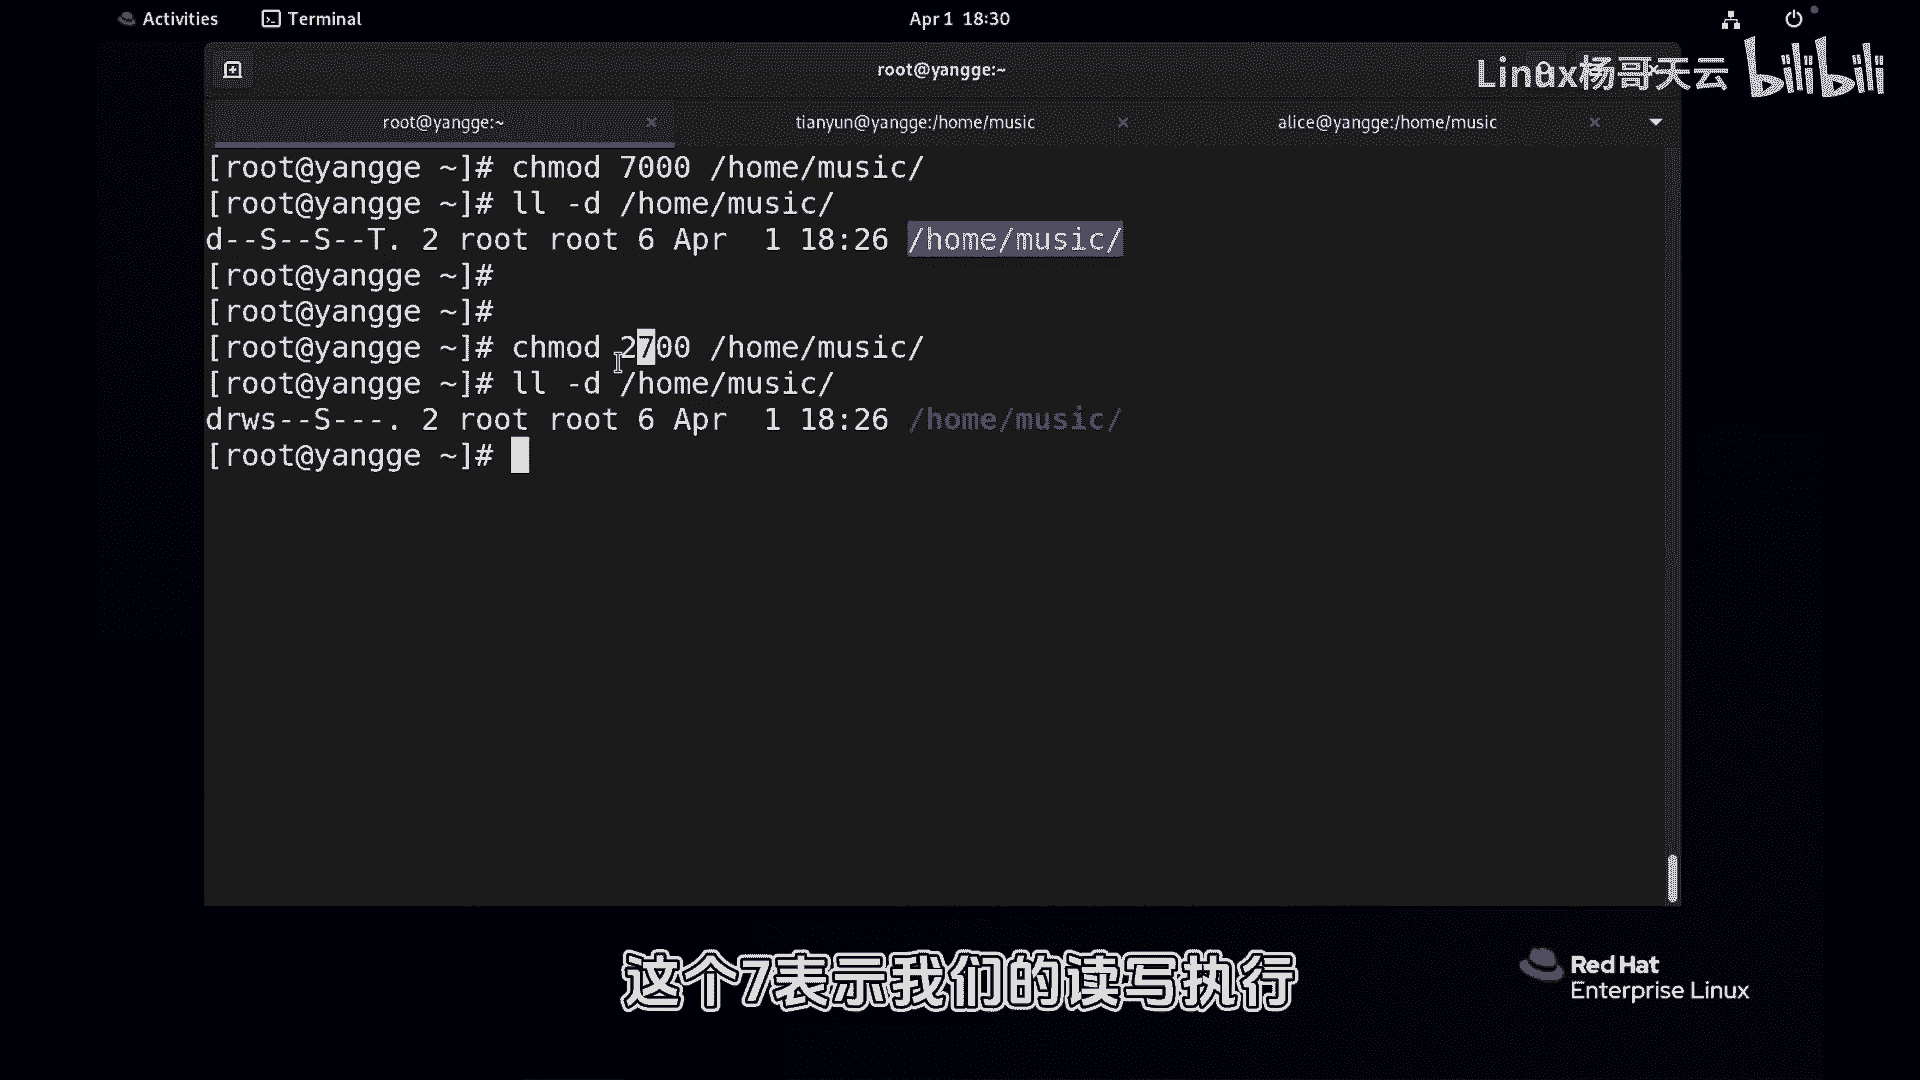 Activities
Terminal
Apr 1 18:30
root@yangge:~
Linux杨哥天云 bilibili
root@yangge:~
tianyun@yangge:/home/music
alice@yangge:/home/music
[root@yangge ~]# chmod 7000 /home/music/
[root@yangge ~]# ll -d /home/music/
d--S--S--T. 2 root root 6 Apr  1 18:26 /home/music/
[root@yangge ~]#
[root@yangge ~]#
[root@yangge ~]# chmod 2700 /home/music/
[root@yangge ~]# ll -d /home/music/
drws--S---. 2 root root 6 Apr  1 18:26 /home/music/
[root@yangge ~]#
这个7表示我们的读写执行
Red Hat
Enterprise Linux